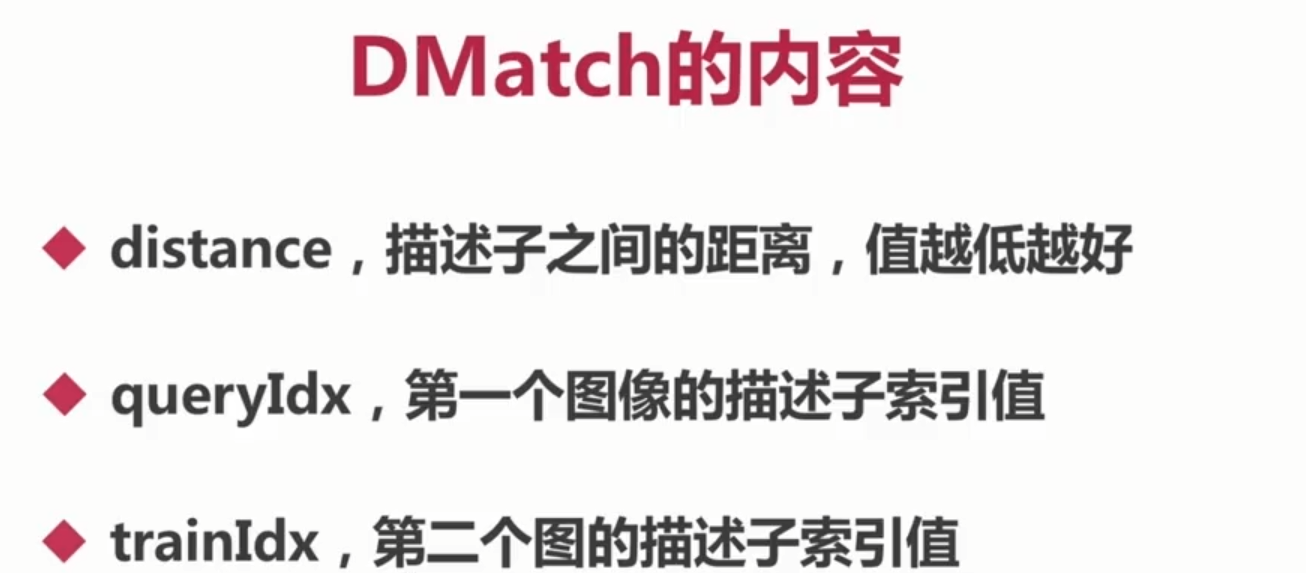 DMatch的内容
distance，描述子之间的距离，值越低越好
queryIdx，第一个图像的描述子索引值
trainIdx，第二个图的描述子索引值